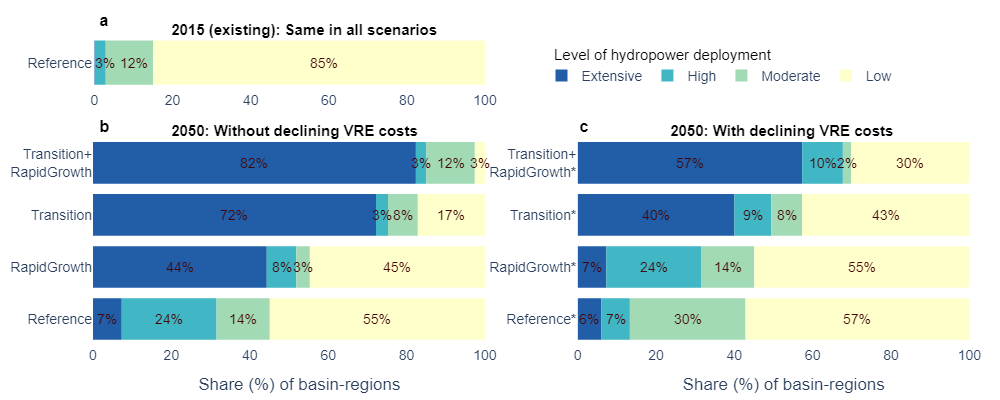 a
2015 (existing): Same in all scenarios
Reference
3% 12% 85%
0 20 40 60 80 100
Level of hydropower deployment
Extensive High Moderate Low
b
2050: Without declining VRE costs
Transition+
RapidGrowth
82% 3% 12% 3%
Transition
72% 3% 8% 17%
RapidGrowth
44% 8% 3% 45%
Reference
7% 24% 14% 55%
0 20 40 60 80 100
Share (%) of basin-regions
c
2050: With declining VRE costs
Transition+
RapidGrowth*
57% 10% 2% 30%
Transition*
40% 9% 8% 43%
RapidGrowth*
7% 24% 14% 55%
Reference*
6% 7% 30% 57%
0 20 40 60 80 100
Share (%) of basin-regions